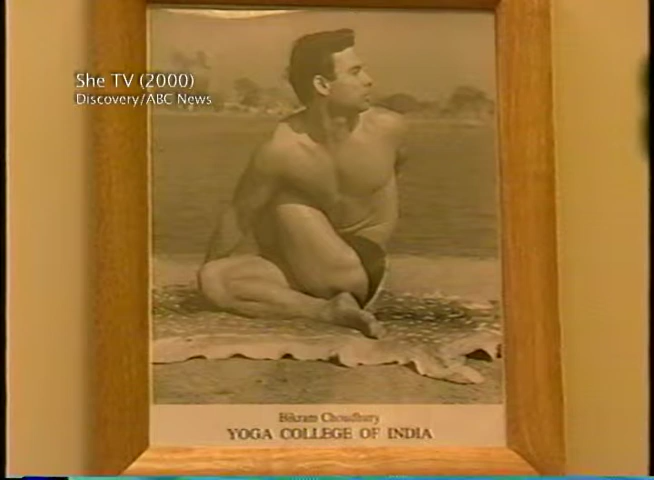 She TV (2000)
Discovery/ABC News
Bikram Choudhury
YOGA COLLEGE OF INDIA